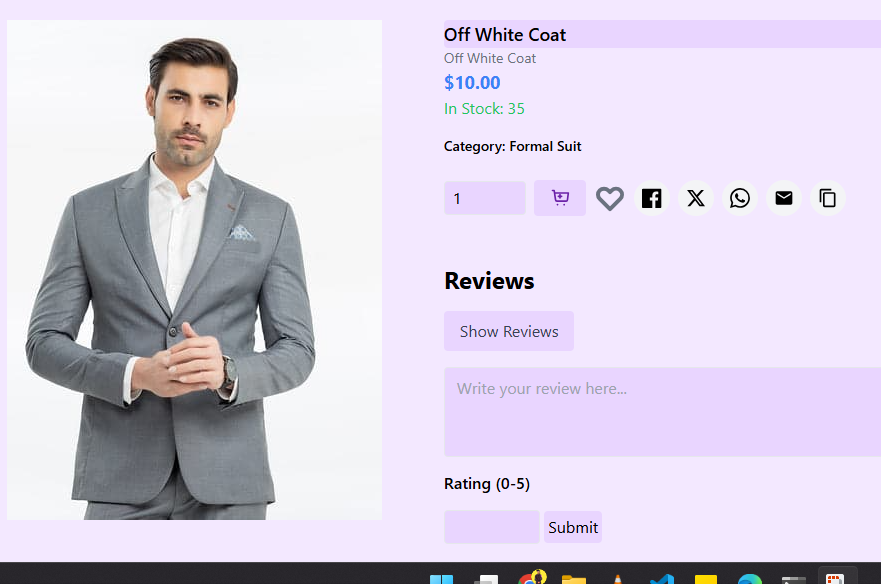 Off White Coat
Off White Coat
$10.00
In Stock: 35
Category: Formal Suit
1
Reviews
Show Reviews
Write your review here...
Rating (0-5)
Submit